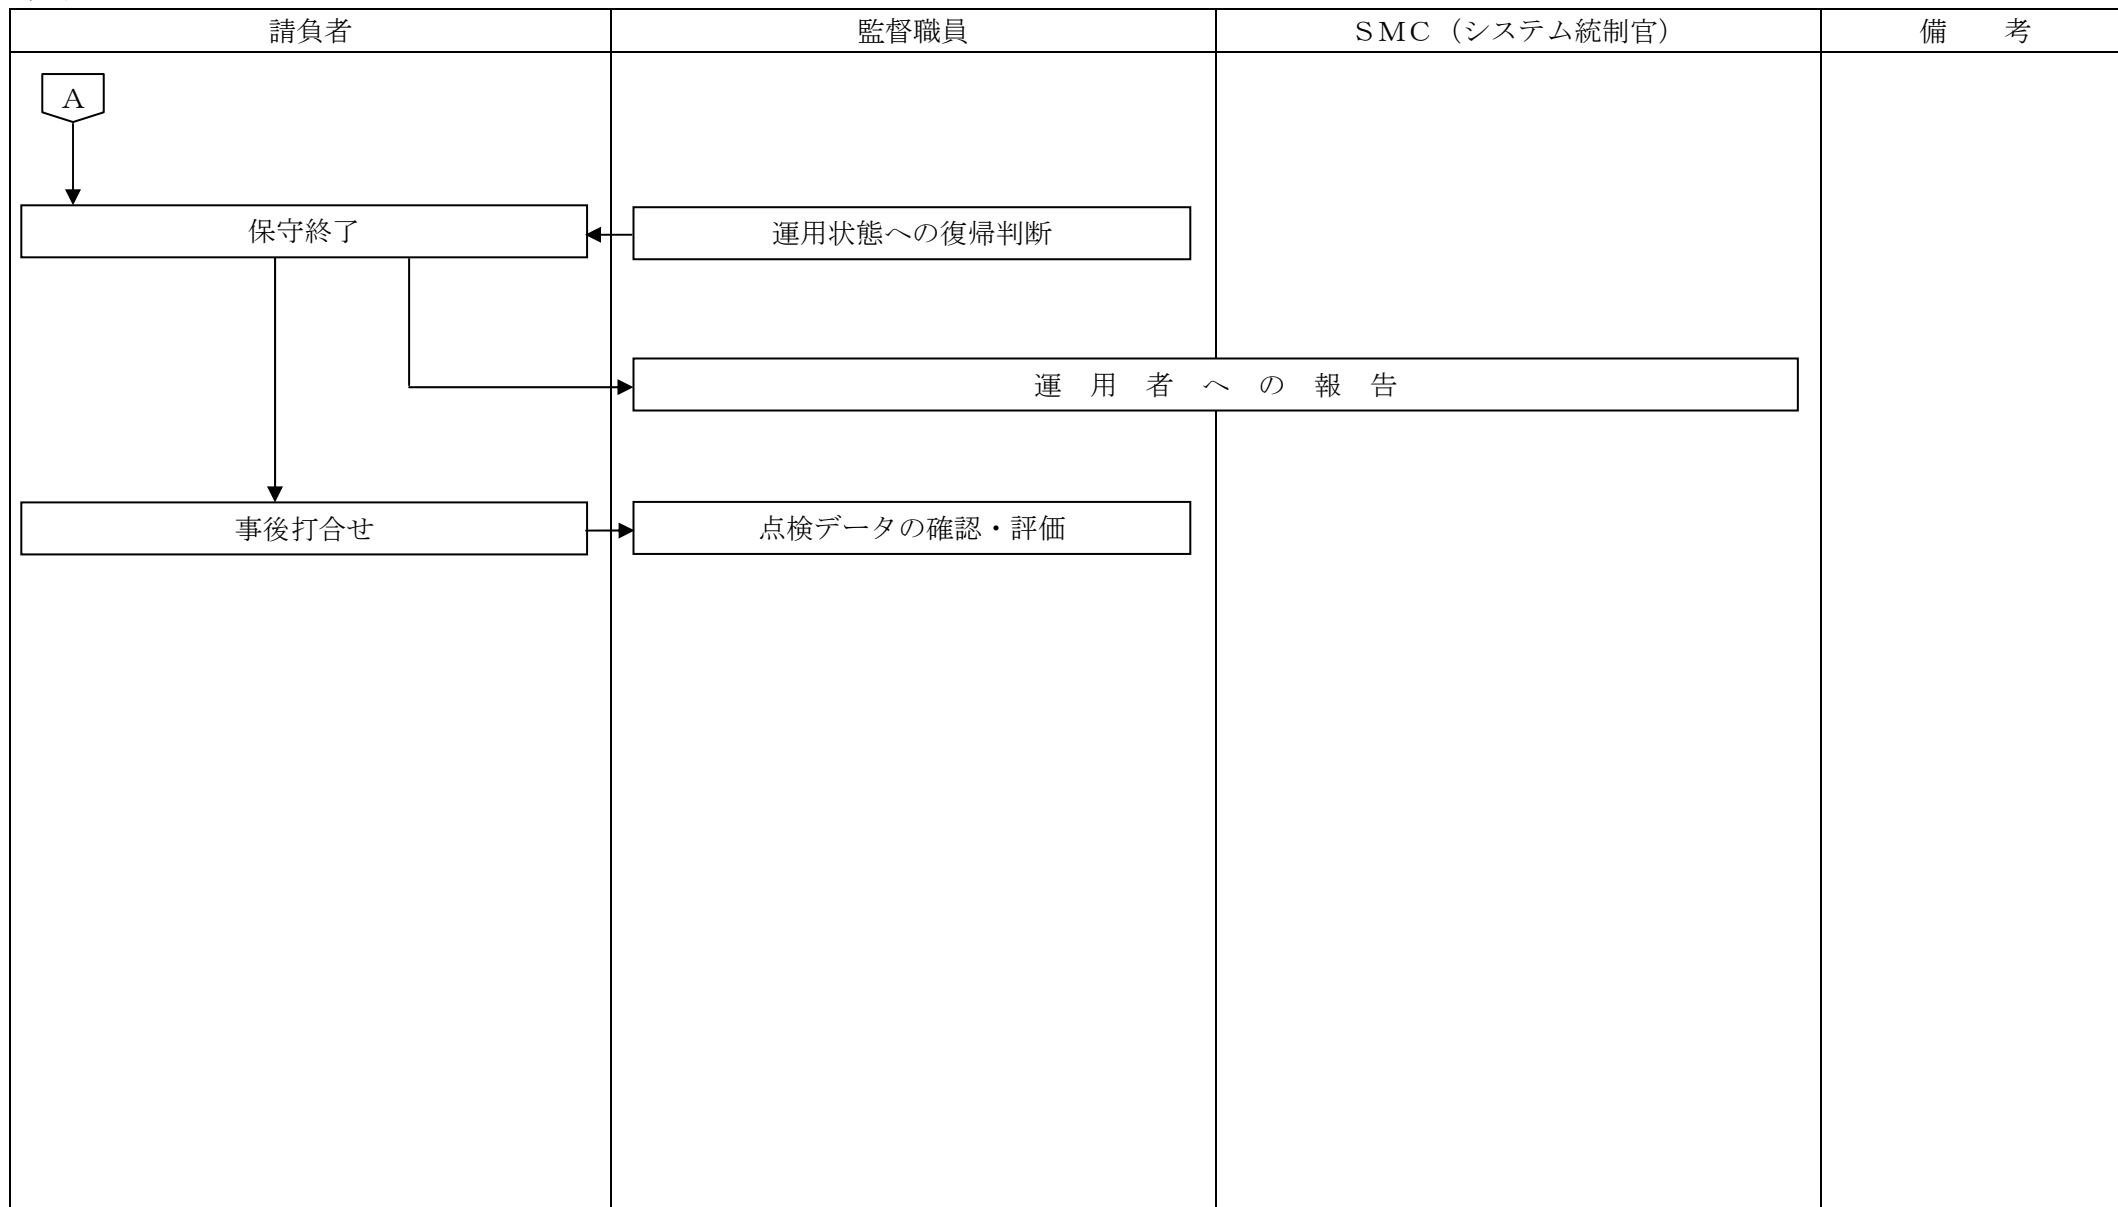 請負者
監督職員
ＳＭＣ（システム統制官）
備　考
A
保守終了
運用状態への復帰判断
運　用　者　へ　の　報　告
事後打合せ
点検データの確認・評価